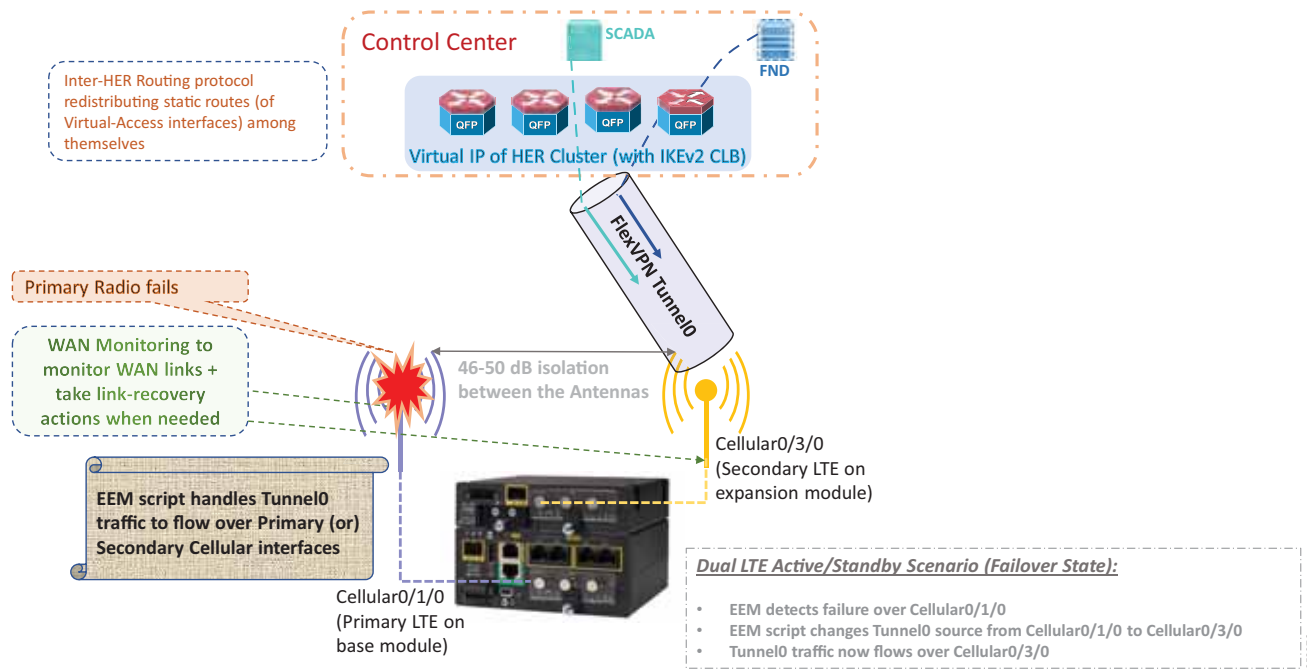 Control Center
SCADA
FND
Inter-HER Routing protocol
redistributing static routes (of
Virtual-Access interfaces) among
themselves
QFP
QFP
QFP
QFP
Virtual IP of HER Cluster (with IKEv2 CLB)
FlexVPN Tunnel0
Primary Radio fails
WAN Monitoring to
monitor WAN links +
take link-recovery
actions when needed
46-50 dB isolation
between the Antennas
Cellular0/3/0
(Secondary LTE on
expansion module)
EEM script handles Tunnel0
traffic to flow over Primary (or)
Secondary Cellular interfaces
Cellular0/1/0
(Primary LTE on
base module)
Dual LTE Active/Standby Scenario (Failover State):
• EEM detects failure over Cellular0/1/0
• EEM script changes Tunnel0 source from Cellular0/1/0 to Cellular0/3/0
• Tunnel0 traffic now flows over Cellular0/3/0